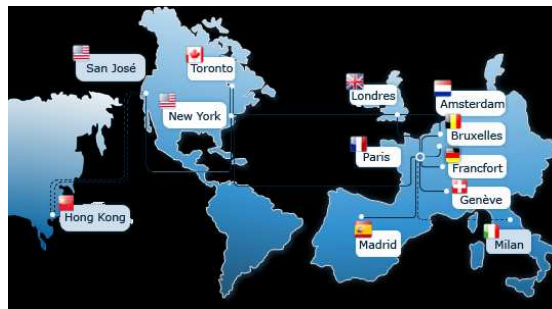 San José
Toronto
New York
Londres
Amsterdam
Bruxelles
Paris
Francfort
Genève
Hong Kong
Madrid
Milan